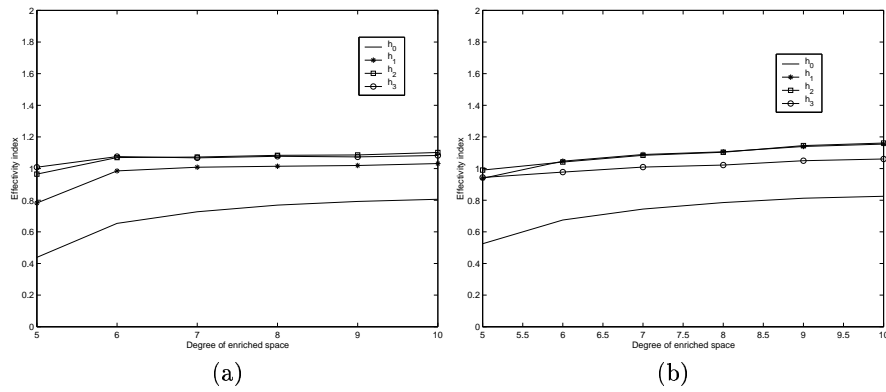 2
1.8
1.6
1.4
1.2
1
0.8
0.6
0.4
0.2
0
Effectivity index
5 6 7 8 9 10
Degree of enriched space
h0
h1
h2
h3
(a)
2
1.8
1.6
1.4
1.2
1
0.8
0.6
0.4
0.2
0
Effectivity index
5 5.5 6 6.5 7 7.5 8 8.5 9 9.5 10
Degree of enriched space
h0
h1
h2
h3
(b)